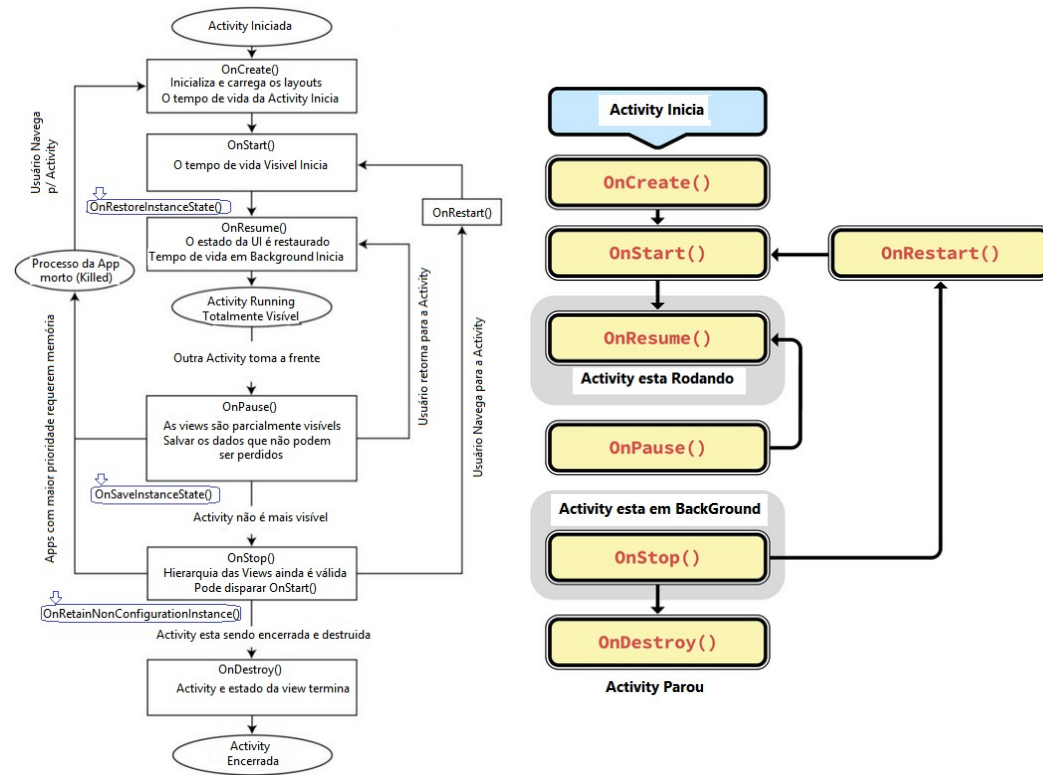 Activity Iniciada
OnCreate()
Inicializa e carrega os layouts
O tempo de vida da Activity Inicia
Usuário Navega
p/ Activity
OnStart()
O tempo de vida Visivel Inicia
OnRestoreInstanceState()
OnRestart()
OnResume()
O estado da UI é restaurado
Tempo de vida em Background Inicia
Processo da App
morto (Killed)
Activity Running
Totalmente Visível
Outra Activity toma a frente
Usuário retorna para a Activity
Usuário Navega para a Activity
Apps com maior prioridade requerem memória
OnPause()
As views são parcialmente visíveis
Salvar os dados que não podem
ser perdidos
OnSaveInstanceState()
Activity não é mais visível
OnStop()
Hierarquia das Views ainda é válida
Pode disparar OnStart()
OnRetainNonConfigurationInstance()
Activity esta sendo encerrada e destruida
OnDestroy()
Activity e estado da view termina
Activity
Encerrada
Activity Inicia
OnCreate()
OnStart()
OnRestart()
OnResume()
Activity esta Rodando
OnPause()
Activity esta em BackGround
OnStop()
OnDestroy()
Activity Parou